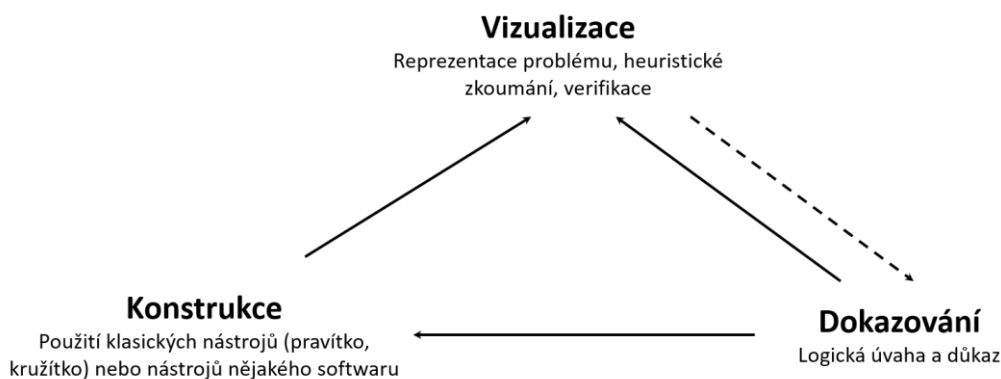 Vizualizace
Reprezentace problému, heuristické
zkoumání, verifikace
Konstrukce
Použití klasických nástrojů (pravítko,
kružítko) nebo nástrojů nějakého softwaru
Dokazování
Logická úvaha a důkaz